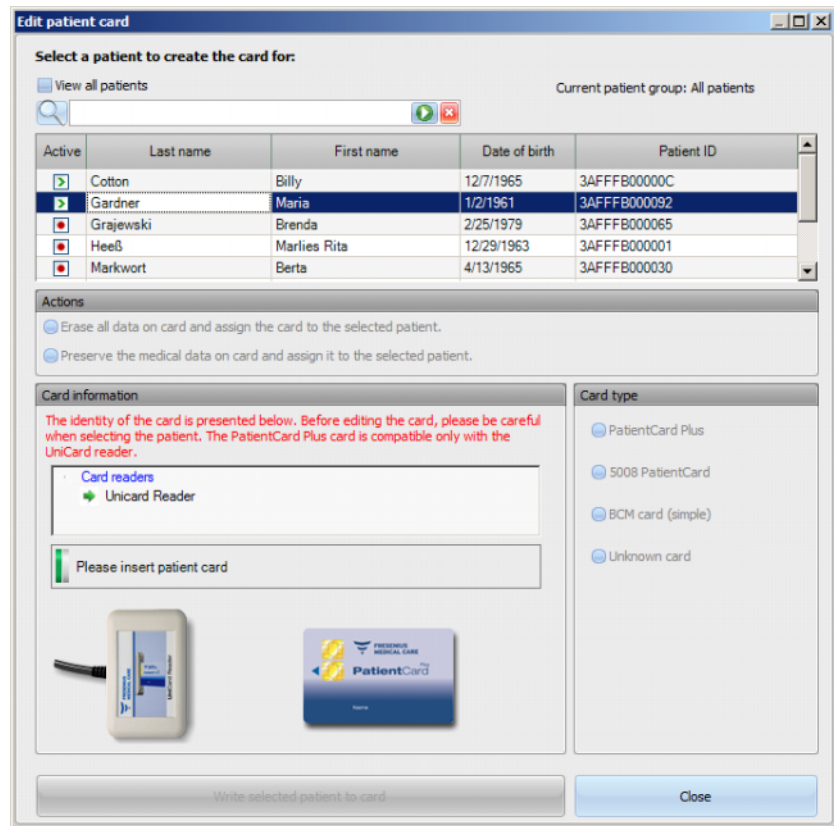 Edit patient card
Select a patient to create the card for:
View all patients
Current patient group: All patients
Active Last name First name Date of birth Patient ID
Cotton Billy 12/7/1965 3AFFFB00000C
Gardner Maria 1/2/1961 3AFFFB000092
Grajewski Brenda 2/25/1979 3AFFFB000065
Heeß Marlies Rita 12/29/1963 3AFFFB000001
Markwort Berta 4/13/1965 3AFFFB000030
Actions
Erase all data on card and assign the card to the selected patient.
Preserve the medical data on card and assign it to the selected patient.
Card information
The identity of the card is presented below. Before editing the card, please be careful
when selecting the patient. The PatientCard Plus card is compatible only with the
UniCard reader.
Card readers
Unicard Reader
Please insert patient card
FRESENIUS
MEDICAL CARE
UniCard Reader
FRESENIUS
MEDICAL CARE
PatientCard Plus
Name
Card type
PatientCard Plus
5008 PatientCard
BCM card (simple)
Unknown card
Write selected patient to card
Close